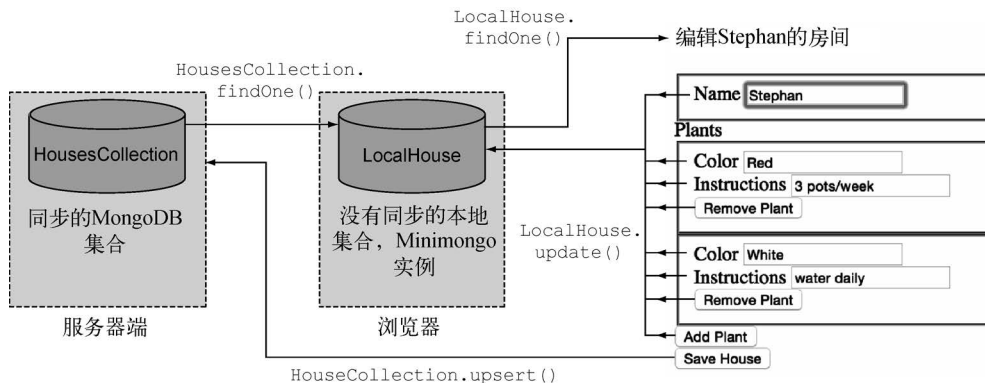 LocalHouse.
findOne()
编辑Stephan的房间
HousesCollection.
findOne()
HousesCollection
同步的MongoDB
集合
服务器端
LocalHouse
没有同步的本地
集合，Minimongo
实例
浏览器
LocalHouse.
update()
Name Stephan
Plants
Color Red
Instructions 3 pots/week
Remove Plant
Color White
Instructions water daily
Remove Plant
Add Plant
Save House
HouseCollection.upsert()